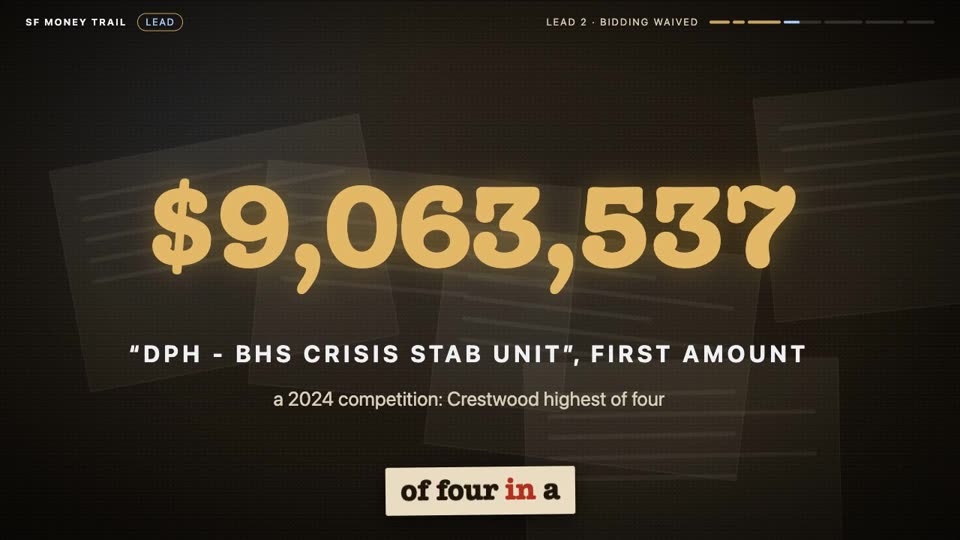 SF MONEY TRAIL LEAD
LEAD 2 · BIDDING WAIVED
$9,063,537
“DPH - BHS CRISIS STAB UNIT”, FIRST AMOUNT
a 2024 competition: Crestwood highest of four
of four in a